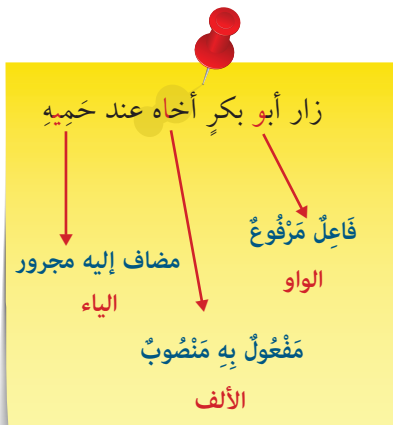 زار أبو بكرٍ أخاه عند حَمِيهِ
فَاعِلٌ مَرْفُوعٌ
الواو
مضاف إليه مجرور
الياء
مَفْعُولٌ بِهِ مَنْصُوبٌ
الألف